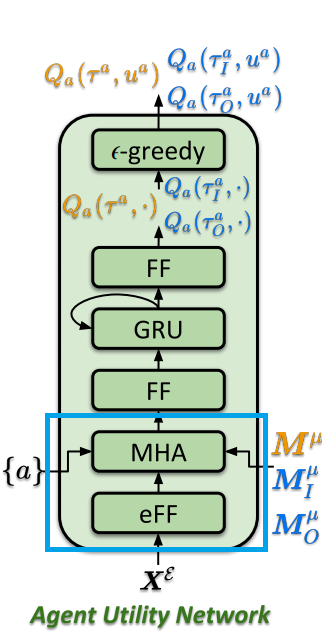 Q_a(τ^a, u^a) Q_a(τ_I^a, u^a)
Q_a(τ_O^a, u^a)
ϵ-greedy
Q_a(τ^a, ·) Q_a(τ_I^a, ·)
Q_a(τ_O^a, ·)
FF
GRU
FF
{a} MHA M^μ
M_I^μ
eFF M_O^μ
X^ℰ
Agent Utility Network